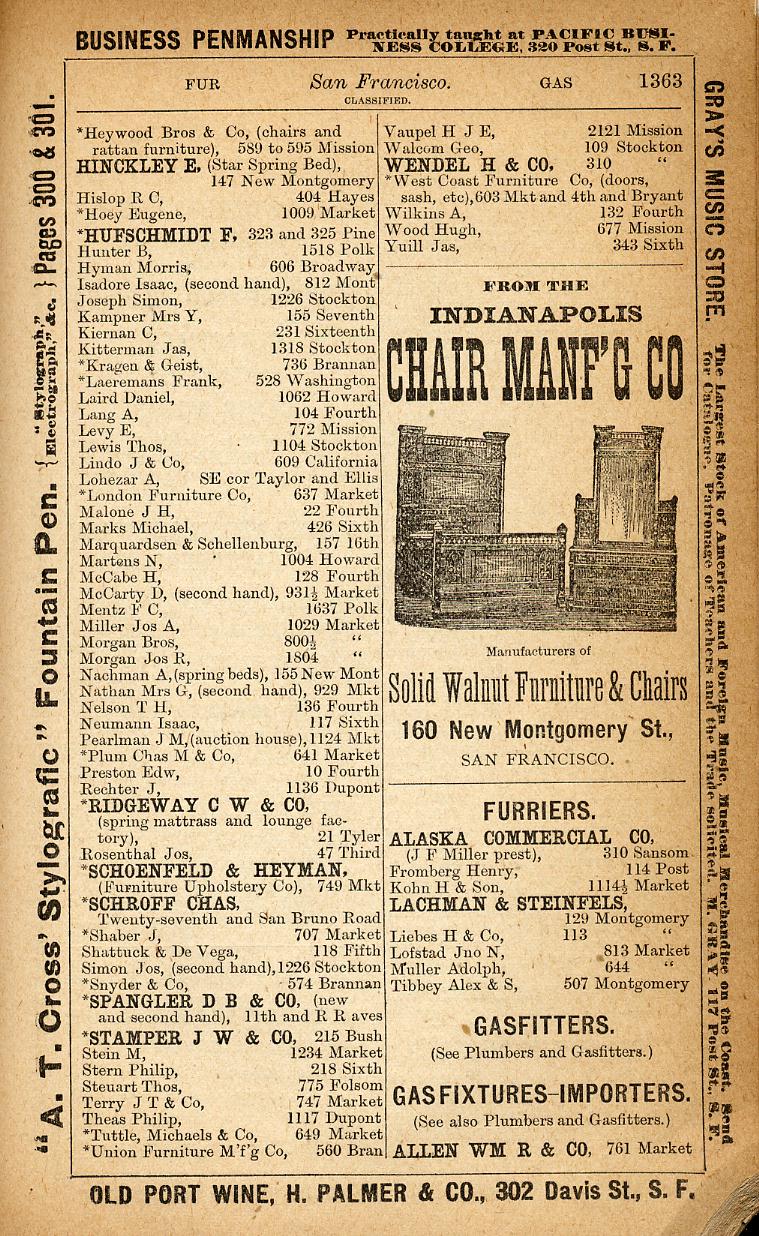 BUSINESS PENMANSHIP Practically taught at PACIFIC BUSI-
NESS COLLEGE, 320 Post St., S. F.
FUR San Francisco. GAS 1363
CLASSIFIED.
*Heywood Bros & Co, (chairs and
rattan furniture), 589 to 595 Mission
HINCKLEY E, (Star Spring Bed),
147 New Montgomery
Hislop R C, 404 Hayes
*Hoey Eugene, 1009 Market
*HUFSCHMIDT F, 323 and 325 Pine
Hunter B, 1518 Polk
Hyman Morris, 606 Broadway
Isadore Isaac, (second hand), 812 Mont
Joseph Simon, 1226 Stockton
Kampner Mrs Y, 155 Seventh
Kiernan C, 231 Sixteenth
Kitterman Jas, 1318 Stockton
*Kragen & Geist, 736 Brannan
*Laeremans Frank, 528 Washington
Laird Daniel, 1062 Howard
Lang A, 104 Fourth
Levy E, 772 Mission
Lewis Thos, 1104 Stockton
Lindo J & Co, 609 California
Lohezar A, SE cor Taylor and Ellis
*London Furniture Co, 637 Market
Malone J H, 22 Fourth
Marks Michael, 426 Sixth
Marquardsen & Schellenburg, 157 16th
Martens N, 1004 Howard
McCabe H, 128 Fourth
McCarty D, (second hand), 931½ Market
Mentz F C, 1637 Polk
Miller Jos A, 1029 Market
Morgan Bros, 800½ "
Morgan Jos R, 1804 "
Nachman A,(spring beds), 155 New Mont
Nathan Mrs G, (second hand), 929 Mkt
Nelson T H, 136 Fourth
Neumann Isaac, 117 Sixth
Pearlman J M,(auction house),1124 Mkt
*Plum Chas M & Co, 641 Market
Preston Edw, 10 Fourth
Rechter J, 1136 Dupont
*RIDGEWAY C W & CO,
(spring mattrass and lounge fac-
tory), 21 Tyler
Rosenthal Jos, 47 Third
*SCHOENFELD & HEYMAN,
(Furniture Upholstery Co), 749 Mkt
*SCHROFF CHAS,
Twenty-seventh and San Bruno Road
*Shaber J, 707 Market
Shattuck & De Vega, 118 Fifth
Simon Jos, (second hand),1226 Stockton
*Snyder & Co, 574 Brannan
*SPANGLER D B & CO, (new
and second hand), 11th and R R aves
*STAMPER J W & CO, 215 Bush
Stein M, 1234 Market
Stern Philip, 218 Sixth
Steuart Thos, 775 Folsom
Terry J T & Co, 747 Market
Theas Philip, 1117 Dupont
*Tuttle, Michaels & Co, 649 Market
*Union Furniture M'f'g Co, 560 Bran
Vaupel H J E, 2121 Mission
Walcom Geo, 109 Stockton
WENDEL H & CO, 310 "
*West Coast Furniture Co, (doors,
sash, etc),603 Mkt and 4th and Bryant
Wilkins A, 132 Fourth
Wood Hugh, 677 Mission
Yuill Jas, 343 Sixth
FROM THE
INDIANAPOLIS
CHAIR MANF'G CO
Manufacturers of
Solid Walnut Furniture & Chairs
160 New Montgomery St.,
SAN FRANCISCO.
FURRIERS.
ALASKA COMMERCIAL CO,
(J F Miller prest), 310 Sansom
Fromberg Henry, 114 Post
Kohn H & Son, 1114½ Market
LACHMAN & STEINFELS,
129 Montgomery
Liebes H & Co, 113 "
Lofstad Jno N, 813 Market
Muller Adolph, 644 "
Tibbey Alex & S, 507 Montgomery
GASFITTERS.
(See Plumbers and Gasfitters.)
GAS FIXTURES-IMPORTERS.
(See also Plumbers and Gasfitters.)
ALLEN WM R & CO, 761 Market
"A. T. Cross' Stylografic" Fountain Pen. { "Stylograph," Electrograph," &c. } Pages 300 & 301.
GRAY'S MUSIC STORE. The Largest Stock of American and Foreign Music, Musical Merchandise on the Coast. Send
for Catalogue. Patronage of Teachers and the Trade solicited. M. GRAY, 117 Post St., S. F.
OLD PORT WINE, H. PALMER & CO., 302 Davis St., S. F.